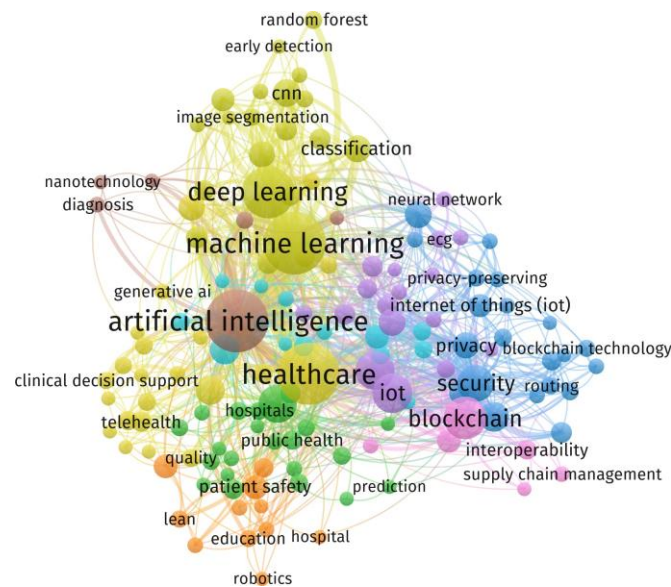 random forest
early detection
cnn
image segmentation
classification
nanotechnology
deep learning
diagnosis
neural network
machine learning
ecg
privacy-preserving
generative ai
internet of things (iot)
artificial intelligence
privacy
blockchain technology
clinical decision support
healthcare
iot
security
routing
hospitals
telehealth
blockchain
public health
quality
interoperability
patient safety
prediction
supply chain management
lean
education
hospital
robotics